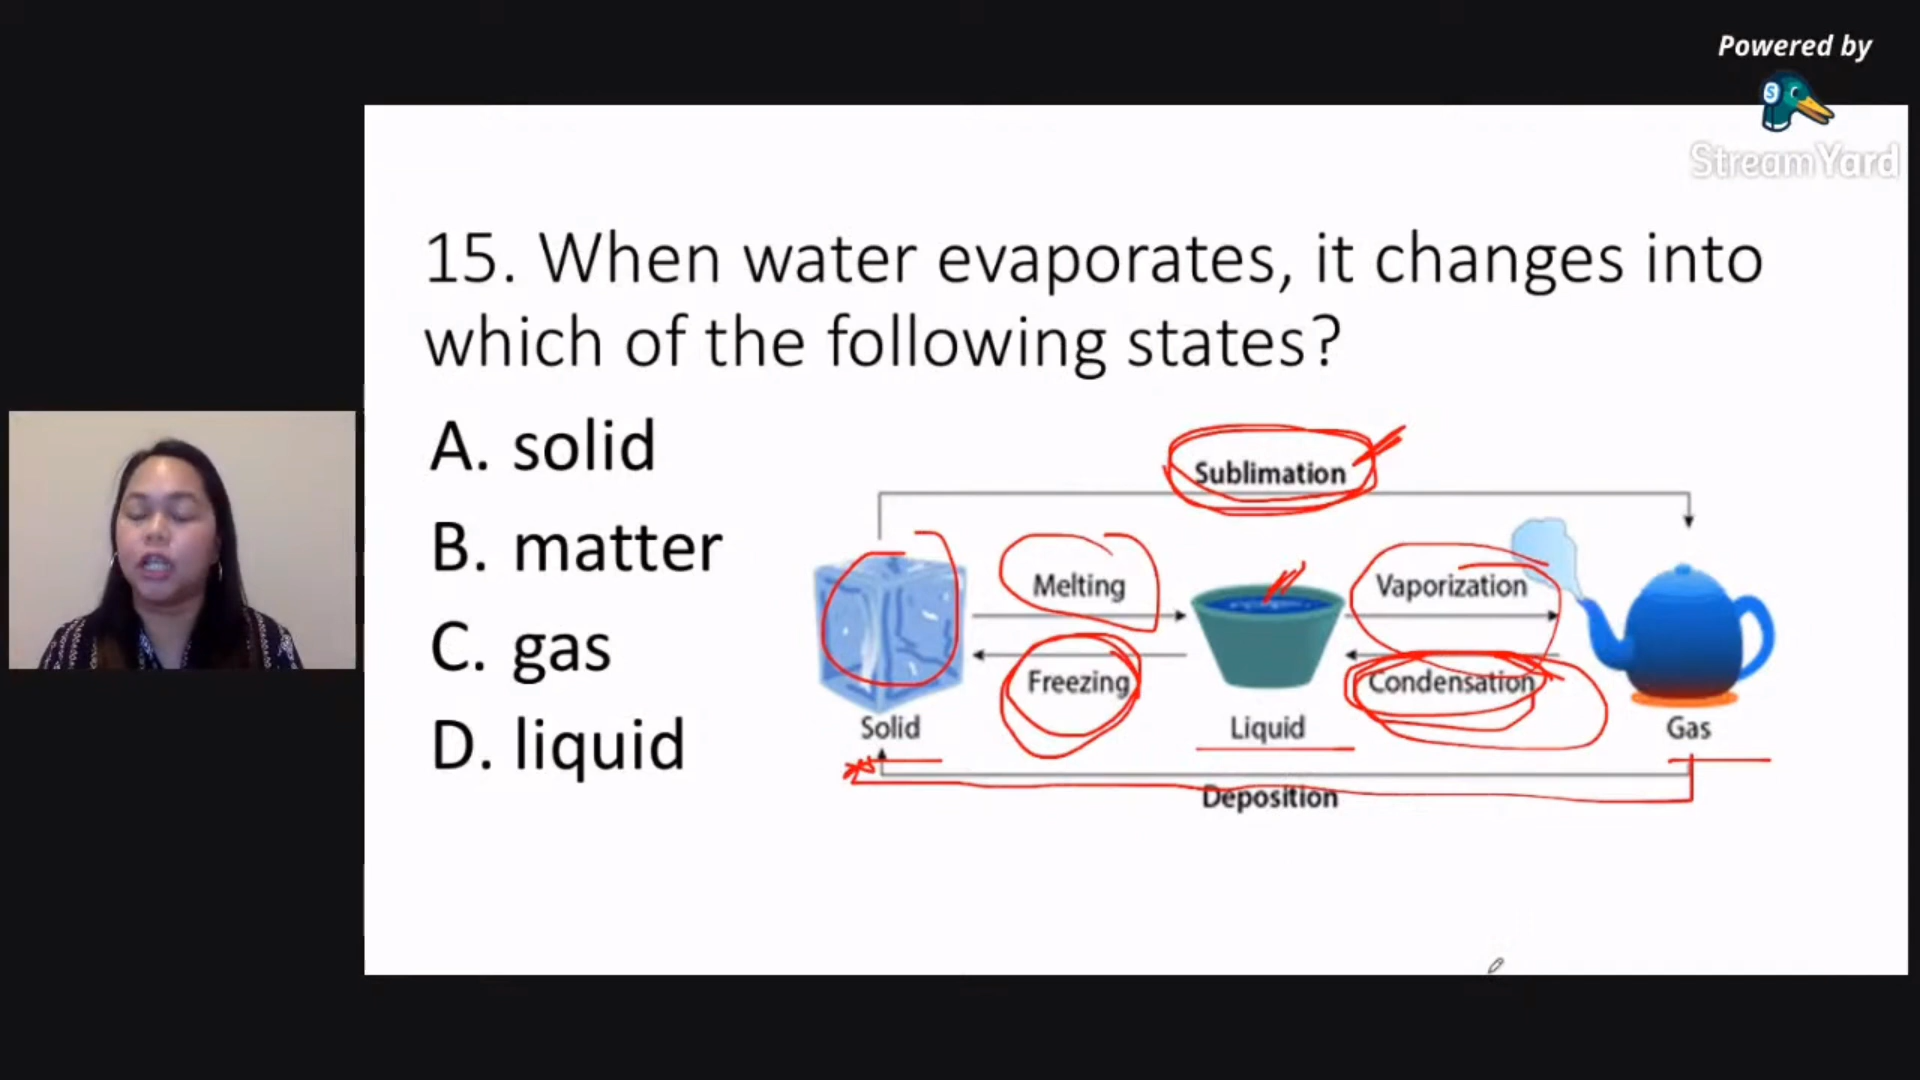 Powered by
StreamYard
15. When water evaporates, it changes into
which of the following states?
A. solid
B. matter
C. gas
D. liquid
Sublimation
Melting
Vaporization
Freezing
Condensation
Solid
Liquid
Gas
Deposition